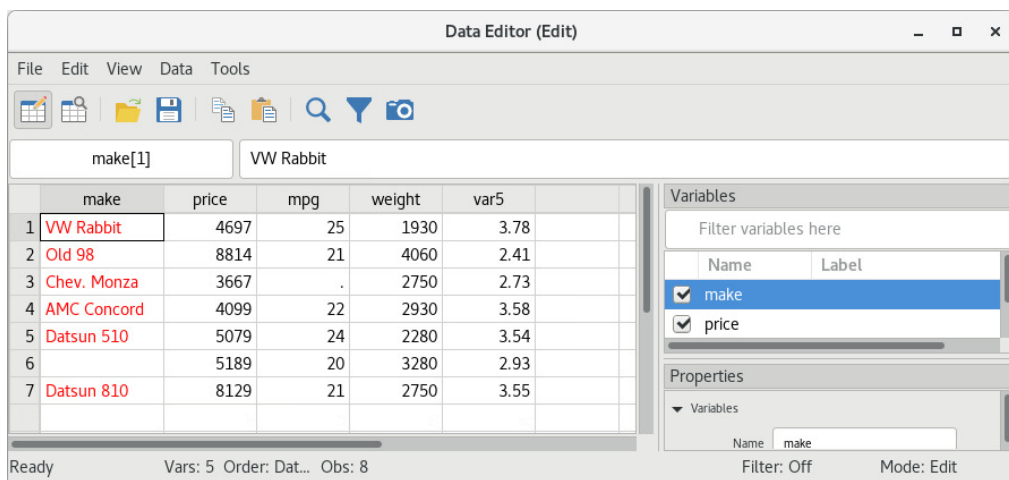 Data Editor (Edit)
File Edit View Data Tools
make[1] VW Rabbit
make price mpg weight var5
1 VW Rabbit 4697 25 1930 3.78
2 Old 98 8814 21 4060 2.41
3 Chev. Monza 3667 . 2750 2.73
4 AMC Concord 4099 22 2930 3.58
5 Datsun 510 5079 24 2280 3.54
6 5189 20 3280 2.93
7 Datsun 810 8129 21 2750 3.55
Variables
Filter variables here
Name Label
make
price
Properties
Variables
Name make
Ready Vars: 5 Order: Dat... Obs: 8 Filter: Off Mode: Edit